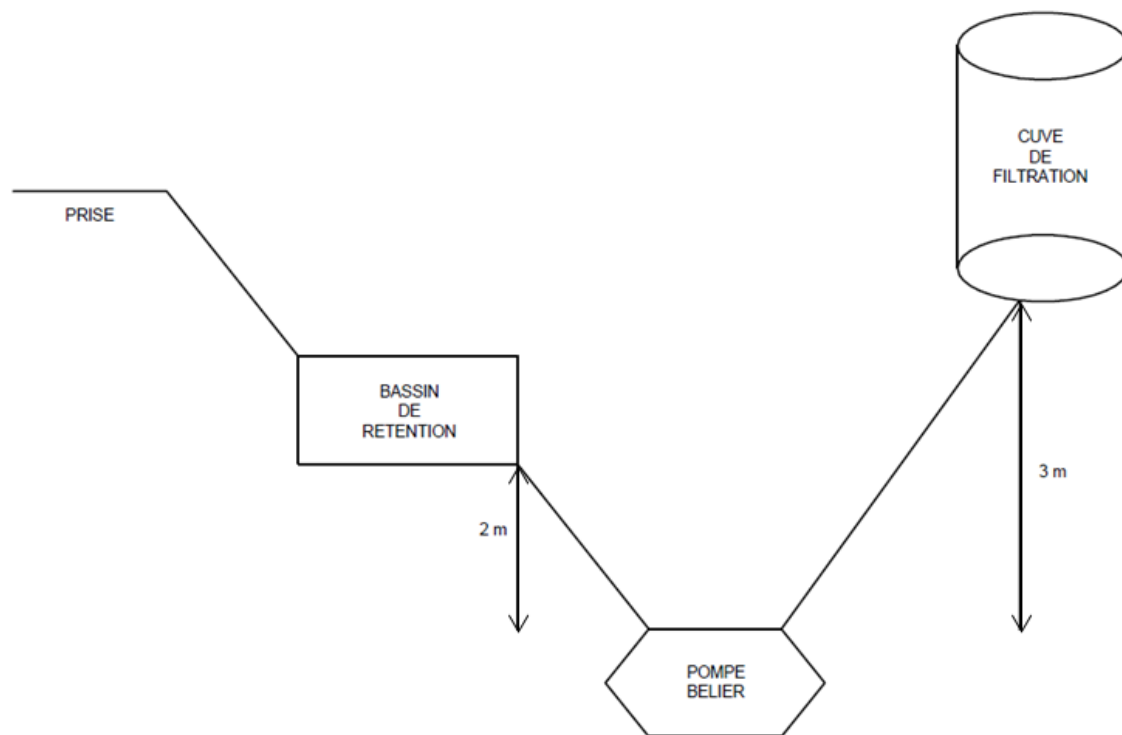 PRISE
BASSIN
DE
RETENTION
2 m
POMPE
BELIER
CUVE
DE
FILTRATION
3 m